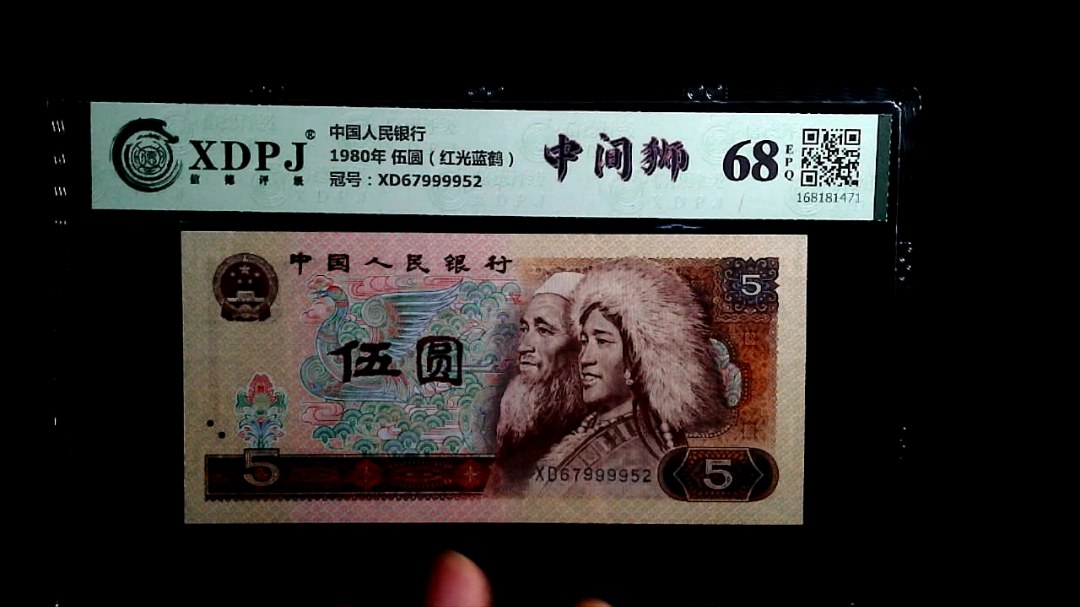 XDPJ®
信德评级
中国人民银行
1980年 伍圆（红光蓝鹤）
冠号：XD67999952
中间狮
68
EPQ
168181471
中国人民银行
5
伍圆
5
XD67999952
5